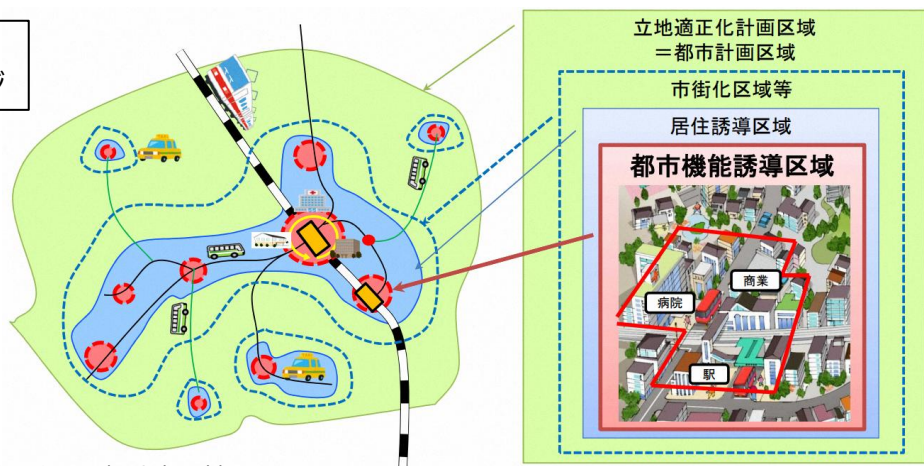 立地適正化計画区域
＝都市計画区域
市街化区域等
居住誘導区域
都市機能誘導区域
病院
商業
駅